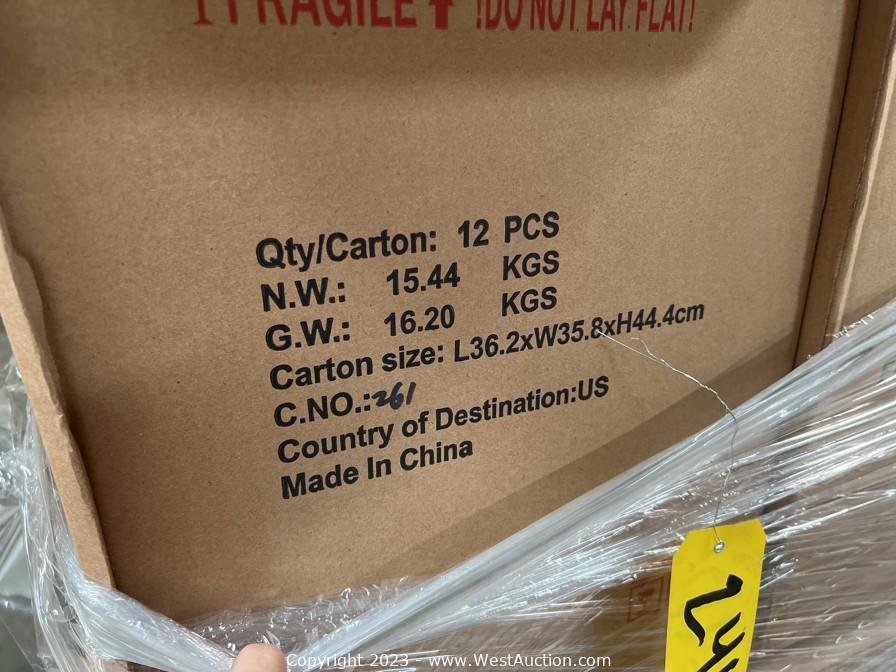 FRAGILE !DO NOT LAY FLAT!
Qty/Carton: 12 PCS
N.W.: 15.44 KGS
G.W.: 16.20 KGS
Carton size: L36.2xW35.8xH44.4cm
C.NO.:261
Country of Destination:US
Made In China
Copyright 2023 - www.WestAuction.com